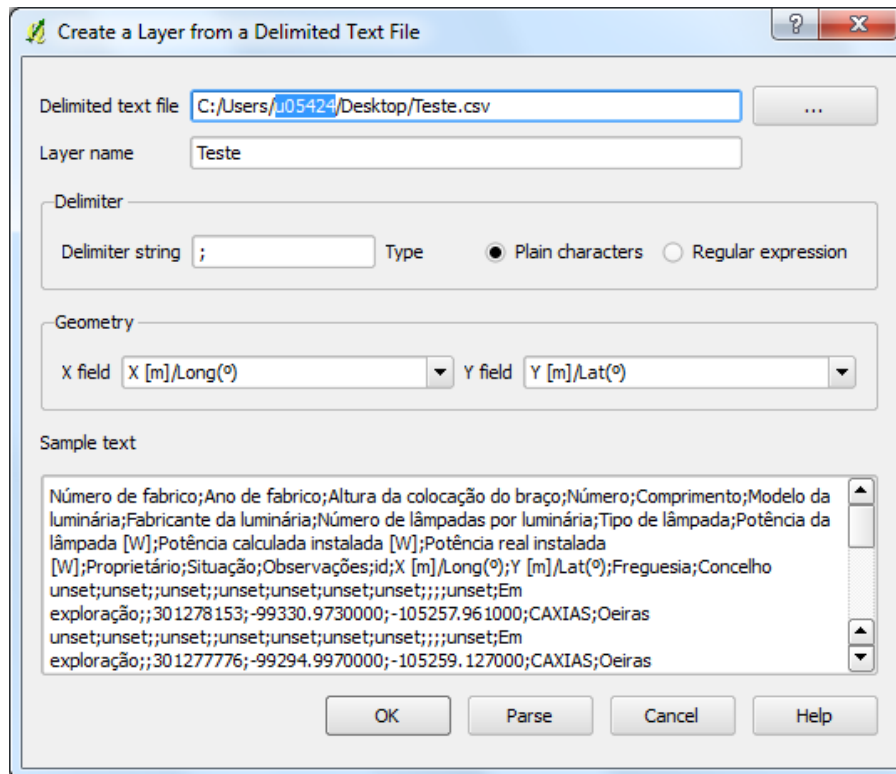 Create a Layer from a Delimited Text File
Delimited text file C:/Users/u05424/Desktop/Teste.csv ...
Layer name Teste
Delimiter
Delimiter string ; Type Plain characters Regular expression
Geometry
X field X [m]/Long(º) Y field Y [m]/Lat(º)
Sample text
Número de fabrico;Ano de fabrico;Altura da colocação do braço;Número;Comprimento;Modelo da
luminária;Fabricante da luminária;Número de lâmpadas por luminária;Tipo de lâmpada;Potência da
lâmpada [W];Potência calculada instalada [W];Potência real instalada
[W];Proprietário;Situação;Observações;id;X [m]/Long(º);Y [m]/Lat(º);Freguesia;Concelho
unset;unset;;unset;;unset;unset;unset;unset;;;;unset;Em
exploração;;301278153;-99330.9730000;-105257.961000;CAXIAS;Oeiras
unset;unset;;unset;;unset;unset;unset;unset;;;;unset;Em
exploração;;301277776;-99294.9970000;-105259.127000;CAXIAS;Oeiras
OK Parse Cancel Help